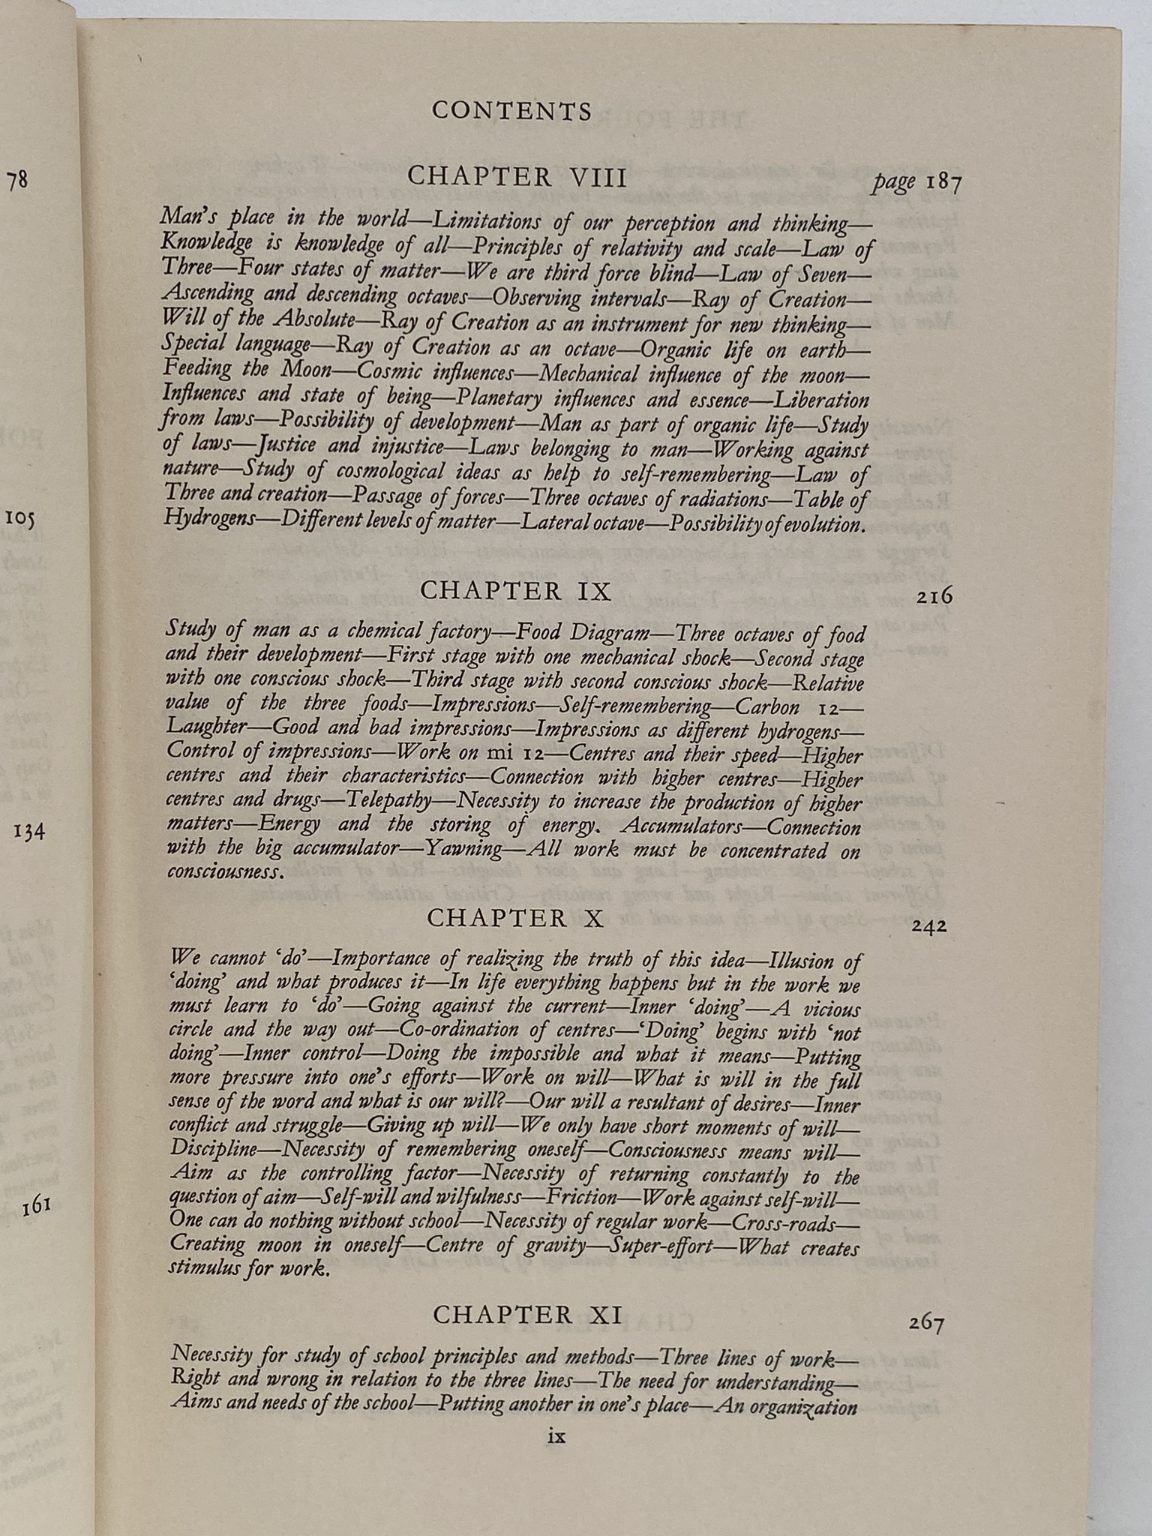 78
105
134
161
CONTENTS
CHAPTER VIII page 187
Man's place in the world—Limitations of our perception and thinking—
Knowledge is knowledge of all—Principles of relativity and scale—Law of
Three—Four states of matter—We are third force blind—Law of Seven—
Ascending and descending octaves—Observing intervals—Ray of Creation—
Will of the Absolute—Ray of Creation as an instrument for new thinking—
Special language—Ray of Creation as an octave—Organic life on earth—
Feeding the Moon—Cosmic influences—Mechanical influence of the moon—
Influences and state of being—Planetary influences and essence—Liberation
from laws—Possibility of development—Man as part of organic life—Study
of laws—Justice and injustice—Laws belonging to man—Working against
nature—Study of cosmological ideas as help to self-remembering—Law of
Three and creation—Passage of forces—Three octaves of radiations—Table of
Hydrogens—Different levels of matter—Lateral octave—Possibility of evolution.
CHAPTER IX 216
Study of man as a chemical factory—Food Diagram—Three octaves of food
and their development—First stage with one mechanical shock—Second stage
with one conscious shock—Third stage with second conscious shock—Relative
value of the three foods—Impressions—Self-remembering—Carbon 12—
Laughter—Good and bad impressions—Impressions as different hydrogens—
Control of impressions—Work on mi 12—Centres and their speed—Higher
centres and their characteristics—Connection with higher centres—Higher
centres and drugs—Telepathy—Necessity to increase the production of higher
matters—Energy and the storing of energy. Accumulators—Connection
with the big accumulator—Yawning—All work must be concentrated on
consciousness.
CHAPTER X 242
We cannot 'do'—Importance of realizing the truth of this idea—Illusion of
'doing' and what produces it—In life everything happens but in the work we
must learn to 'do'—Going against the current—Inner 'doing'—A vicious
circle and the way out—Co-ordination of centres—'Doing' begins with 'not
doing'—Inner control—Doing the impossible and what it means—Putting
more pressure into one's efforts—Work on will—What is will in the full
sense of the word and what is our will?—Our will a resultant of desires—Inner
conflict and struggle—Giving up will—We only have short moments of will—
Discipline—Necessity of remembering oneself—Consciousness means will—
Aim as the controlling factor—Necessity of returning constantly to the
question of aim—Self-will and wilfulness—Friction—Work against self-will—
One can do nothing without school—Necessity of regular work—Cross-roads—
Creating moon in oneself—Centre of gravity—Super-effort—What creates
stimulus for work.
CHAPTER XI 267
Necessity for study of school principles and methods—Three lines of work—
Right and wrong in relation to the three lines—The need for understanding—
Aims and needs of the school—Putting another in one's place—An organization
ix